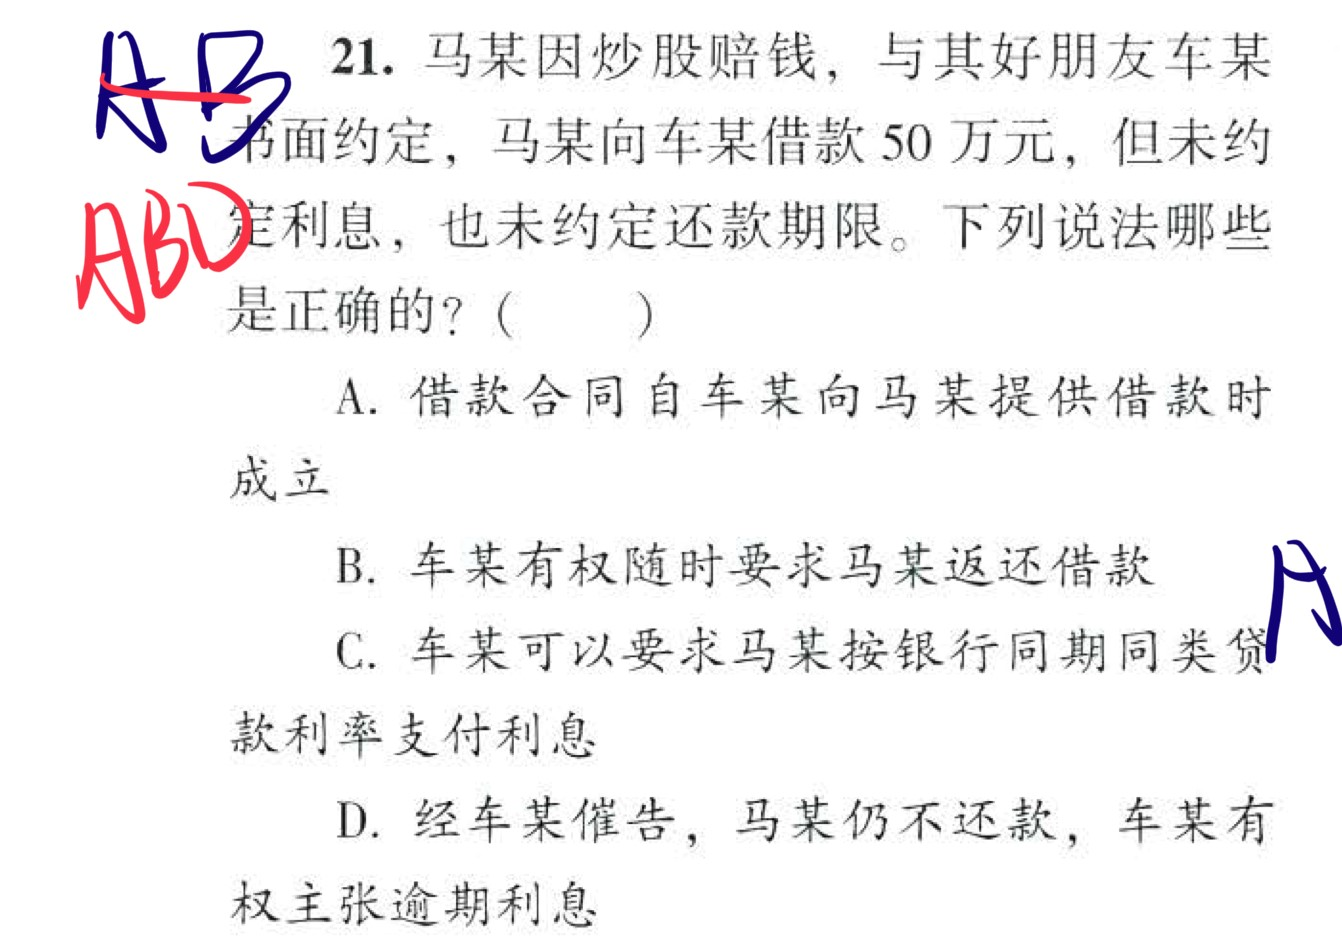 AB
21. 马某因炒股赔钱，与其好朋友车某
书面约定，马某向车某借款 50 万元，但未约
ABD
定利息，也未约定还款期限。下列说法哪些
是正确的？（　　）
A. 借款合同自车某向马某提供借款时
成立
B. 车某有权随时要求马某返还借款
A
C. 车某可以要求马某按银行同期同类贷
款利率支付利息
D. 经车某催告，马某仍不还款，车某有
权主张逾期利息